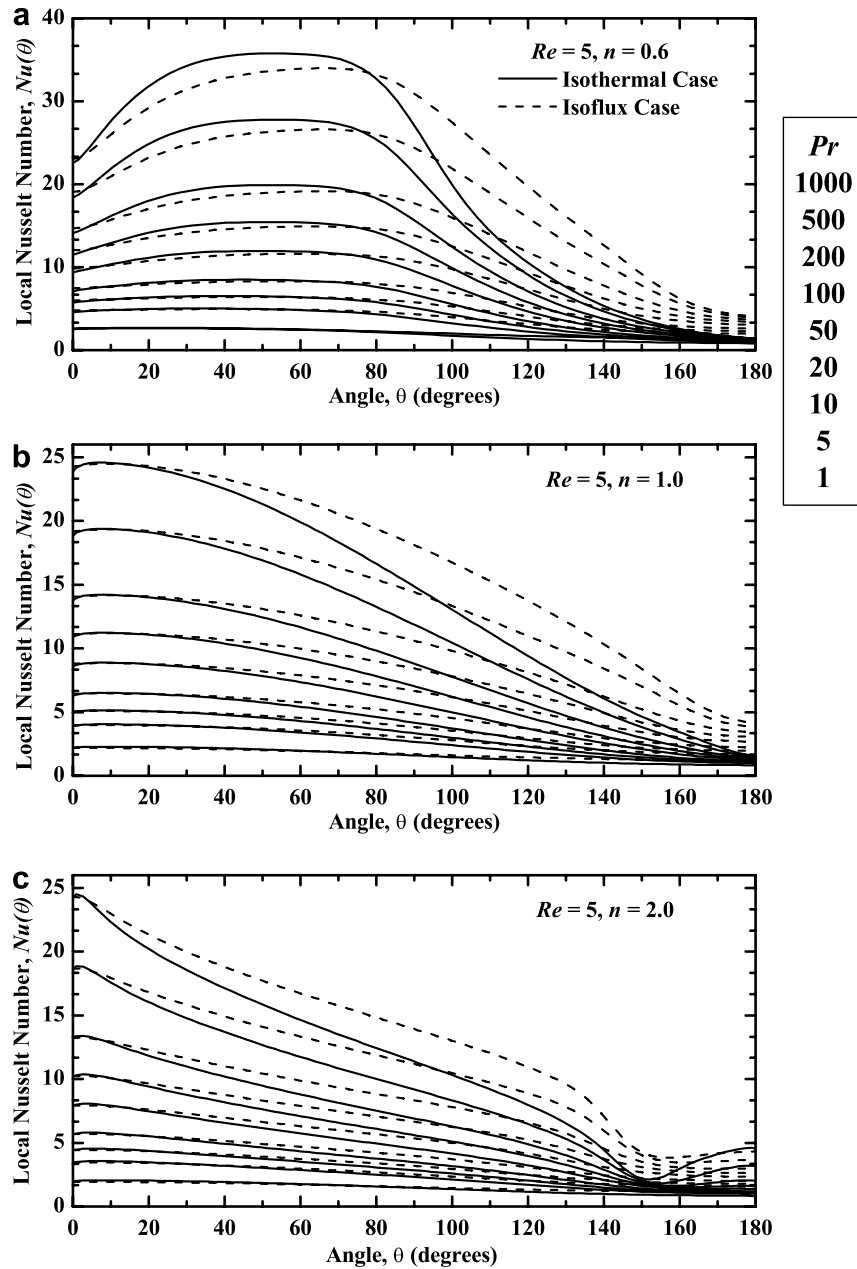 a
40
30
20
10
0
Local Nusselt Number, Nu(θ)
Re = 5, n = 0.6
Isothermal Case
Isoflux Case
0 20 40 60 80 100 120 140 160 180
Angle, θ (degrees)
Pr
1000
500
200
100
50
20
10
5
1
b
25
20
15
10
5
0
Local Nusselt Number, Nu(θ)
Re = 5, n = 1.0
0 20 40 60 80 100 120 140 160 180
Angle, θ (degrees)
c
25
20
15
10
5
0
Local Nusselt Number, Nu(θ)
Re = 5, n = 2.0
0 20 40 60 80 100 120 140 160 180
Angle, θ (degrees)